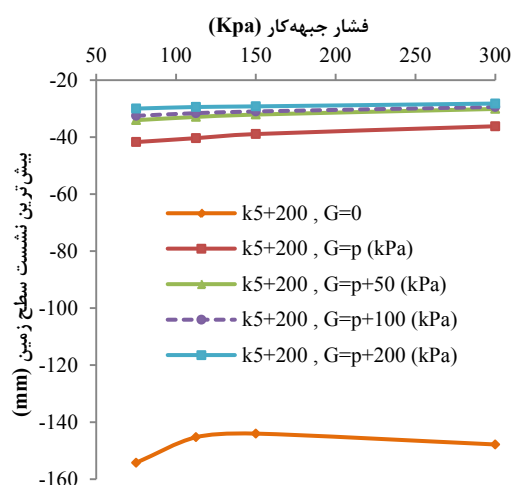 فشار جبهه‌کار (Kpa)
50 100 150 200 250 300
-20
-40
-60
-80
-100
-120
-140
-160
بیش‌ترین نشست سطح زمین (mm)
k5+200 , G=0
k5+200 , G=p (kPa)
k5+200 , G=p+50 (kPa)
k5+200 , G=p+100 (kPa)
k5+200 , G=p+200 (kPa)